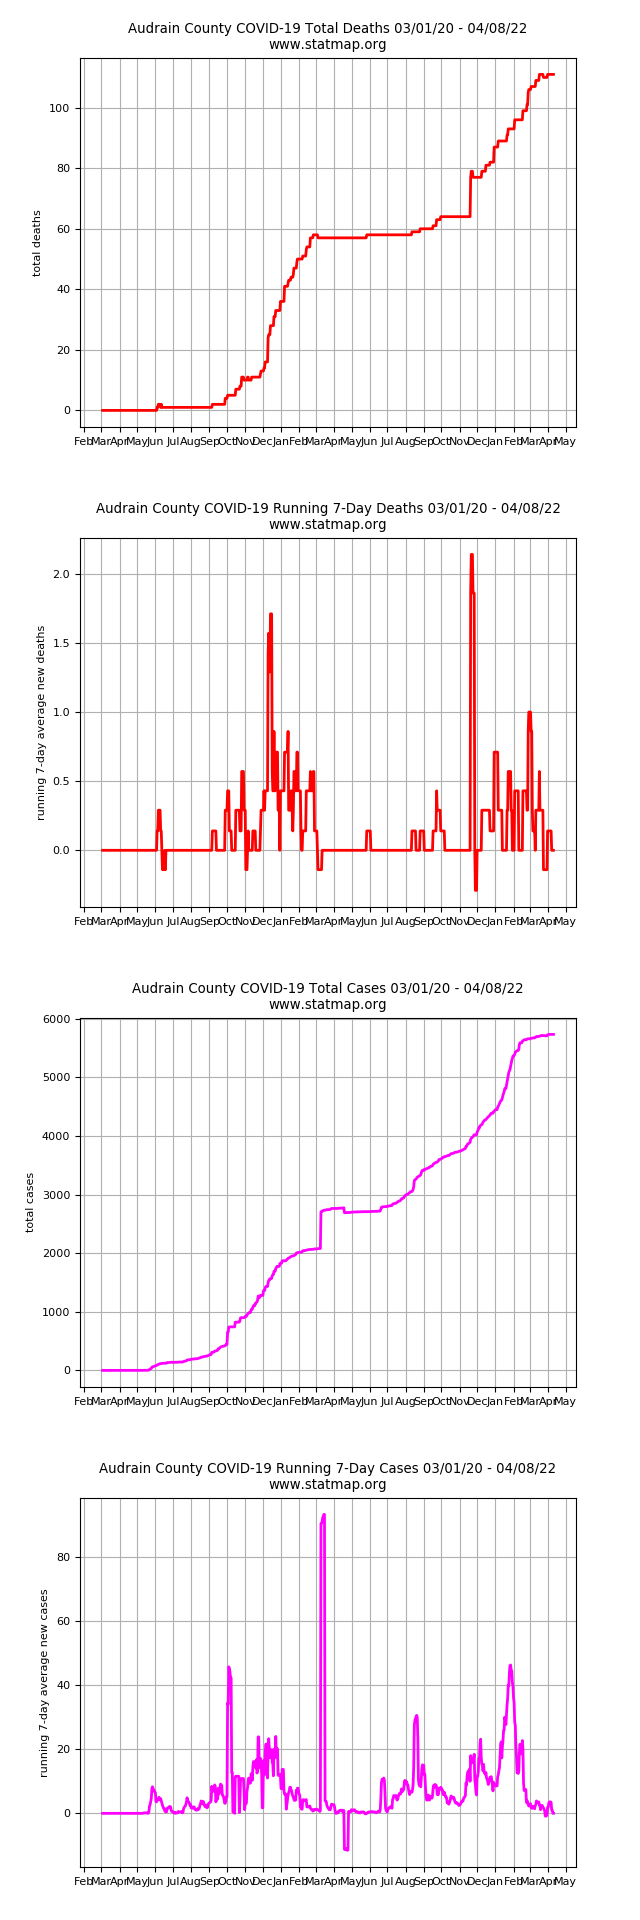 Audrain County COVID-19 Total Deaths 03/01/20 - 04/08/22
www.statmap.org
100
80
60
40
20
0
total deaths
Feb Mar Apr May Jun Jul Aug Sep Oct Nov Dec Jan Feb Mar Apr May Jun Jul Aug Sep Oct Nov Dec Jan Feb Mar Apr May
Audrain County COVID-19 Running 7-Day Deaths 03/01/20 - 04/08/22
www.statmap.org
2.0
1.5
1.0
0.5
0.0
running 7-day average new deaths
Feb Mar Apr May Jun Jul Aug Sep Oct Nov Dec Jan Feb Mar Apr May Jun Jul Aug Sep Oct Nov Dec Jan Feb Mar Apr May
Audrain County COVID-19 Total Cases 03/01/20 - 04/08/22
www.statmap.org
6000
5000
4000
3000
2000
1000
0
total cases
Feb Mar Apr May Jun Jul Aug Sep Oct Nov Dec Jan Feb Mar Apr May Jun Jul Aug Sep Oct Nov Dec Jan Feb Mar Apr May
Audrain County COVID-19 Running 7-Day Cases 03/01/20 - 04/08/22
www.statmap.org
80
60
40
20
0
running 7-day average new cases
Feb Mar Apr May Jun Jul Aug Sep Oct Nov Dec Jan Feb Mar Apr May Jun Jul Aug Sep Oct Nov Dec Jan Feb Mar Apr May